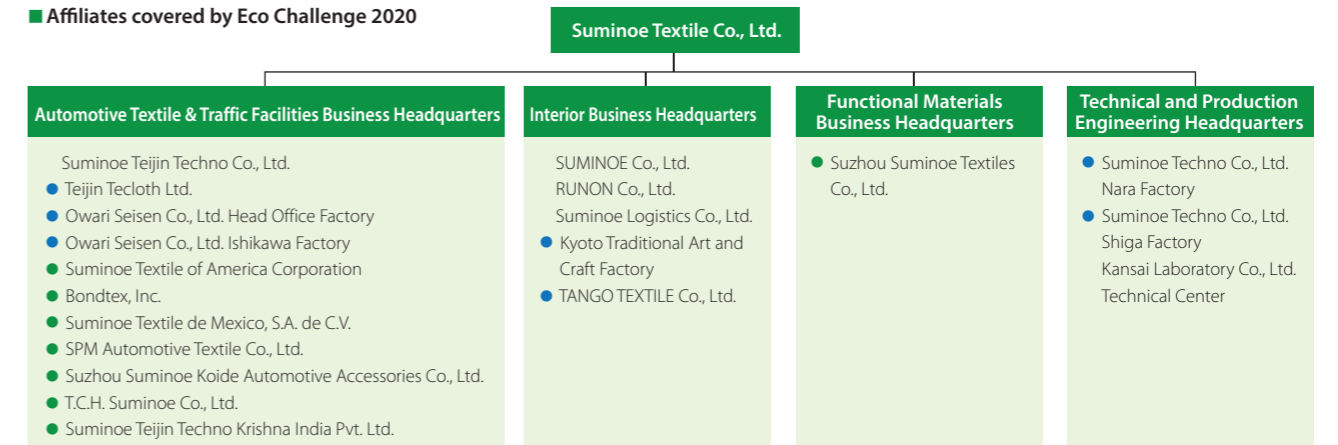 ■ Affiliates covered by Eco Challenge 2020
Suminoe Textile Co., Ltd.
Automotive Textile & Traffic Facilities Business Headquarters
Suminoe Teijin Techno Co., Ltd.
● Teijin Tecloth Ltd.
● Owari Seisen Co., Ltd. Head Office Factory
● Owari Seisen Co., Ltd. Ishikawa Factory
● Suminoe Textile of America Corporation
● Bondtex, Inc.
● Suminoe Textile de Mexico, S.A. de C.V.
● SPM Automotive Textile Co., Ltd.
● Suzhou Suminoe Koide Automotive Accessories Co., Ltd.
● T.C.H. Suminoe Co., Ltd.
● Suminoe Teijin Techno Krishna India Pvt. Ltd.
Interior Business Headquarters
SUMINOE Co., Ltd.
RUNON Co., Ltd.
Suminoe Logistics Co., Ltd.
● Kyoto Traditional Art and
Craft Factory
● TANGO TEXTILE Co., Ltd.
Functional Materials
Business Headquarters
● Suzhou Suminoe Textiles
Co., Ltd.
Technical and Production
Engineering Headquarters
● Suminoe Techno Co., Ltd.
Nara Factory
● Suminoe Techno Co., Ltd.
Shiga Factory
Kansai Laboratory Co., Ltd.
Technical Center